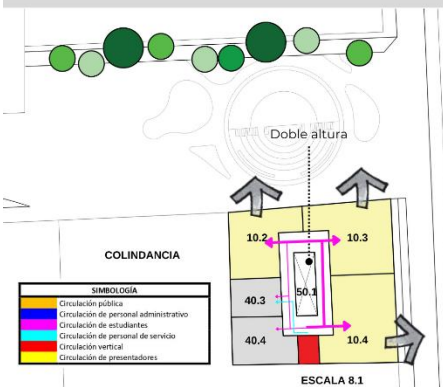 Doble altura
10.2
10.3
COLINDANCIA
50.1
SIMBOLOGÍA
Circulación pública
Circulación de personal administrativo
Circulación de estudiantes
Circulación de personal de servicio
Circulación vertical
Circulación de presentadores
40.3
40.4
10.4
ESCALA 8.1